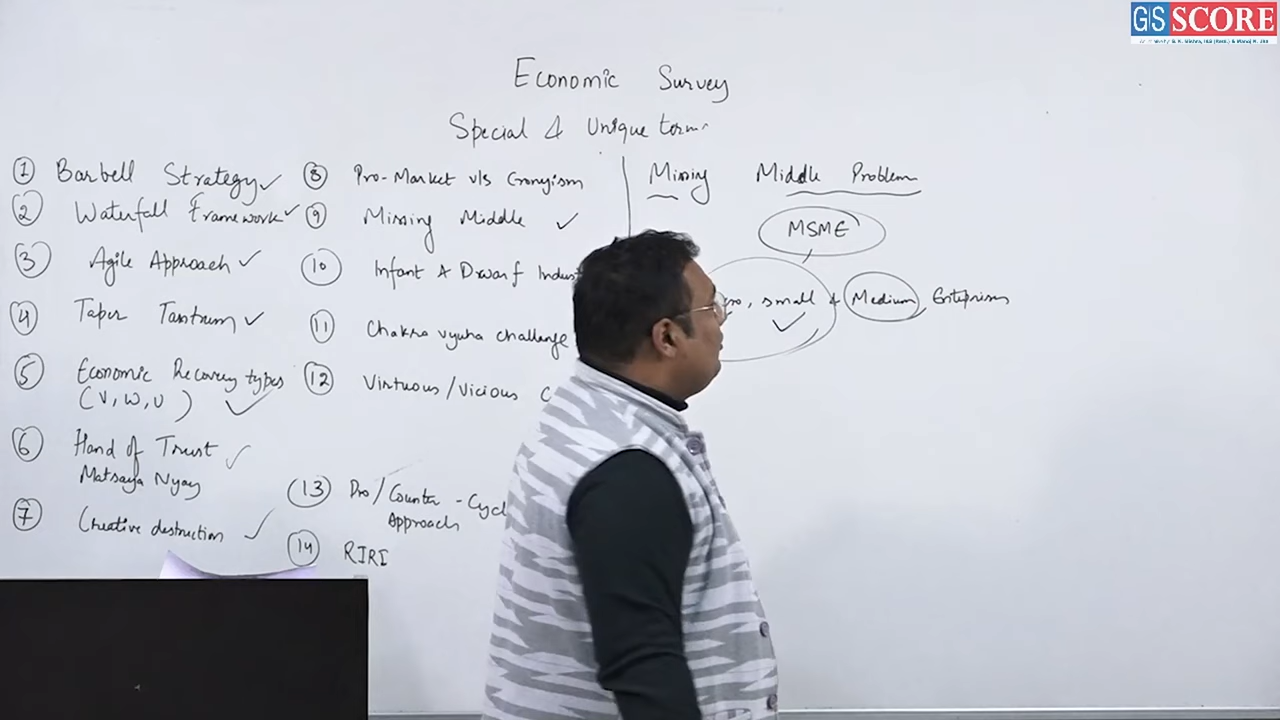 GS SCORE
Economic Survey
Special & Unique term
① Barbell Strategy ✓
② Waterfall Framework ✓
③ Agile Approach ✓
④ Taper Tantrum ✓
⑤ Economic Recovery types
(V, W, U) ✓
⑥ Hand of Trust ✓
Matsaya Nyay
⑦ Creative destruction ✓
⑧ Pro-Market v/s Cronyism
⑨ Missing Middle ✓
⑩ Infant & Dwarf Indust
⑪ Chakra vyuha challenge
⑫ Virtuous/Vicious C
⑬ Pro/Counter-Cycl
Approach
⑭ RIRI
Missing Middle Problem
MSME
ro, small & Medium Enterprises
✓